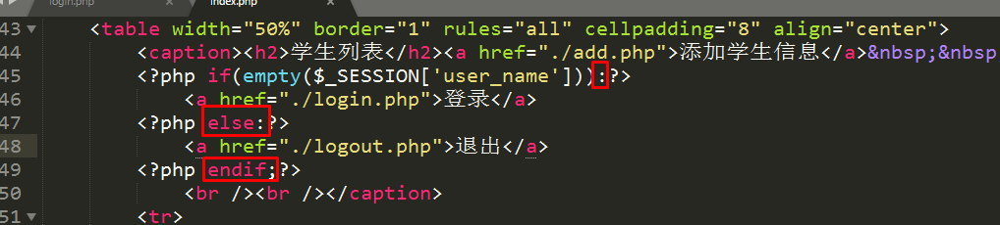 login.php × index.php ×
43 <table width="50%" border="1" rules="all" cellpadding="8" align="center">
44 <caption><h2>学生列表</h2><a href="./add.php">添加学生信息</a>&nbsp;&nbsp
45 <?php if(empty($_SESSION['user_name'])):?>
46 <a href="./login.php">登录</a>
47 <?php else:?>
48 <a href="./logout.php">退出</a>
49 <?php endif;?>
50 <br /><br /></caption>
51 <tr>